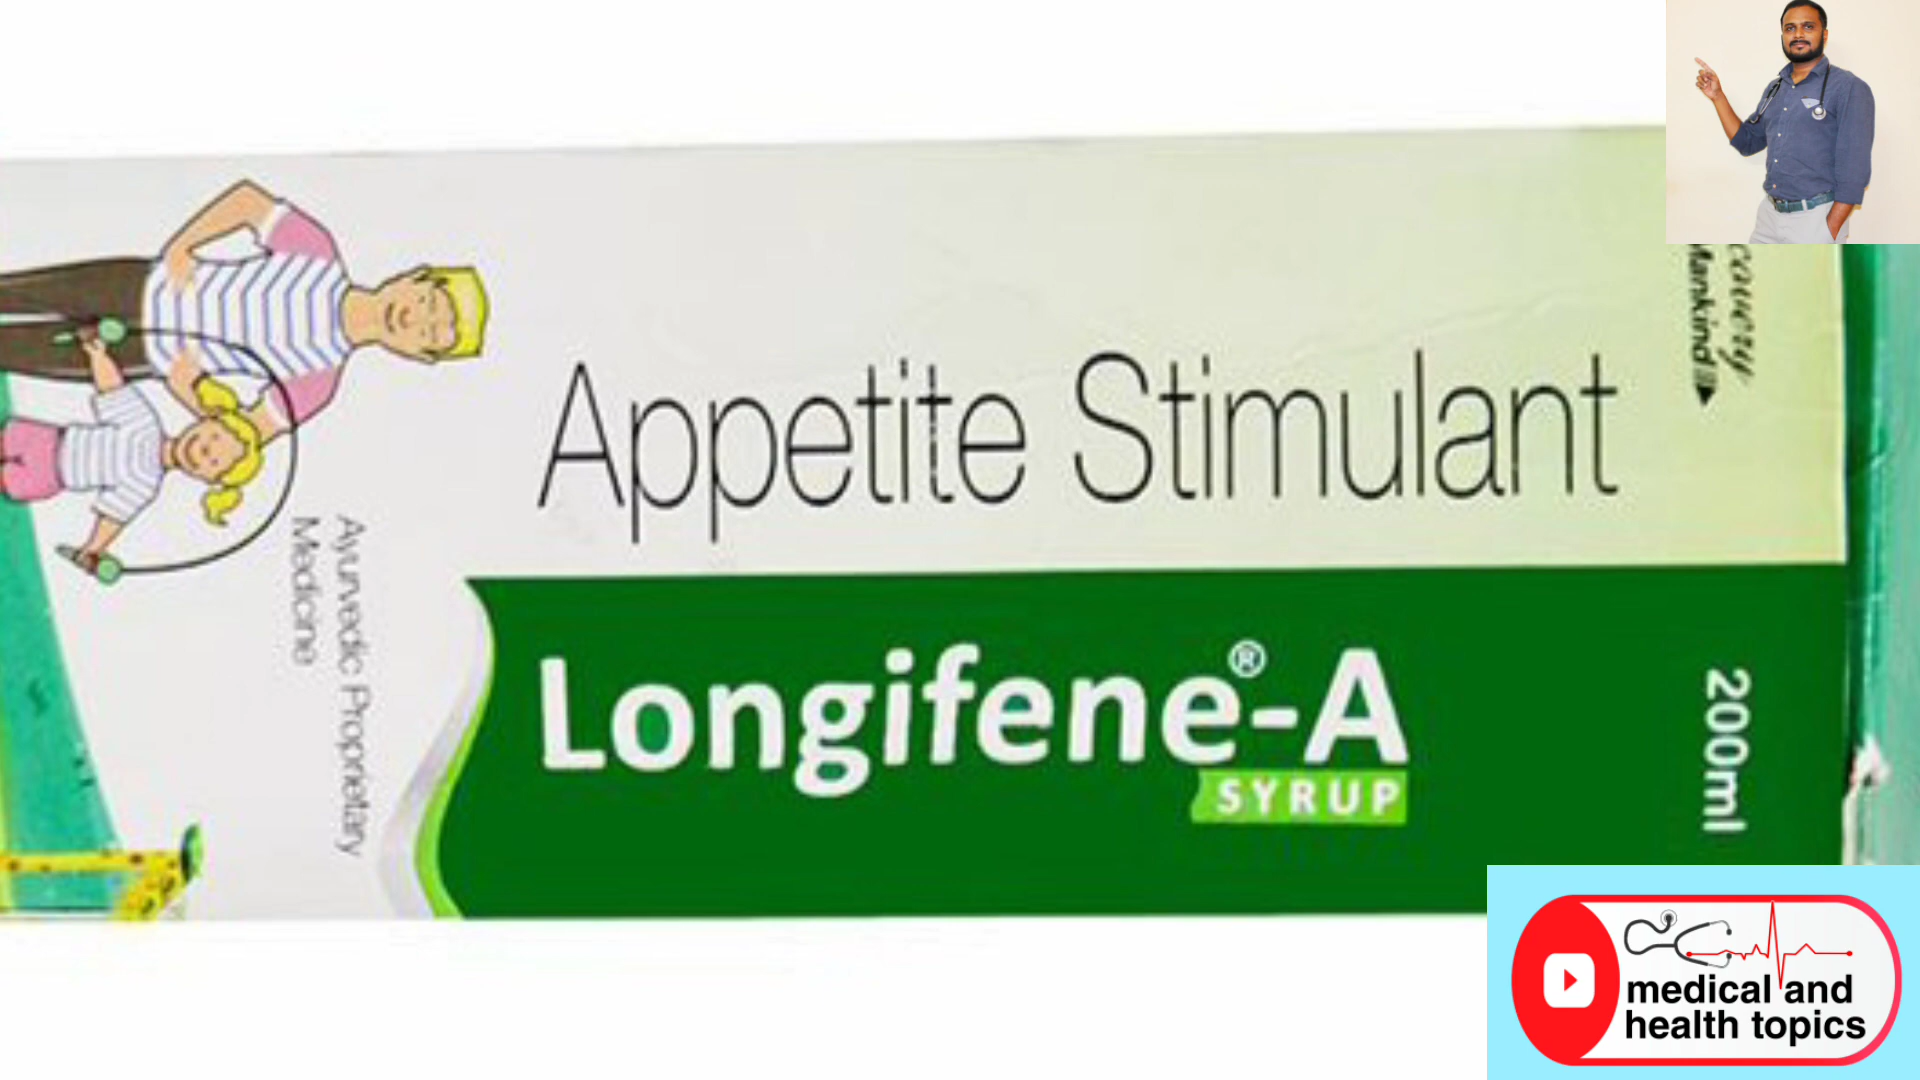 Appetite Stimulant
Longifene®-A
SYRUP
200ml
Ayurvedic Proprietary
Medicine
Mankind
medical and
health topics